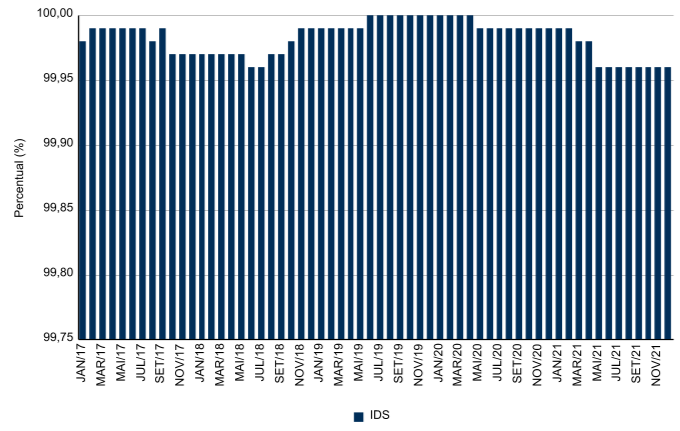 100,00
99,95
99,90
99,85
99,80
99,75
Percentual (%)
JAN/17
MAR/17
MAI/17
JUL/17
SET/17
NOV/17
JAN/18
MAR/18
MAI/18
JUL/18
SET/18
NOV/18
JAN/19
MAR/19
MAI/19
JUL/19
SET/19
NOV/19
JAN/20
MAR/20
MAI/20
JUL/20
SET/20
NOV/20
JAN/21
MAR/21
MAI/21
JUL/21
SET/21
NOV/21
IDS